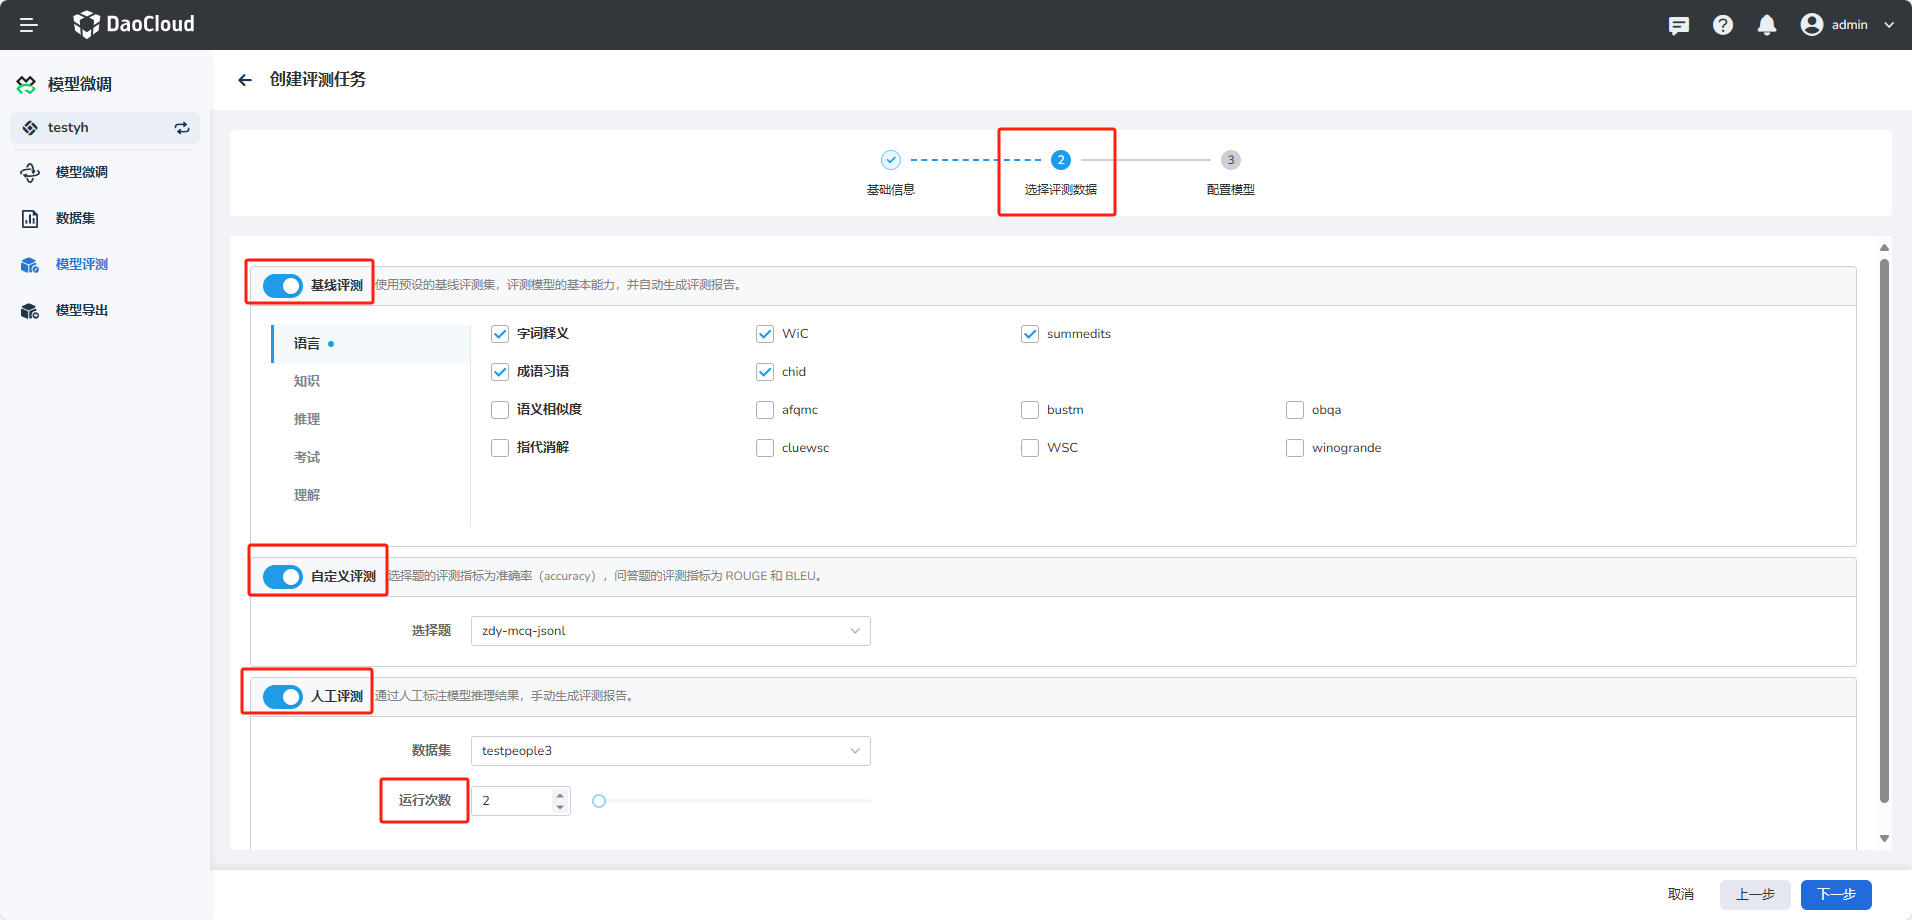 DaoCloud
admin
模型微调
testyh
模型微调
数据集
模型评测
模型导出
创建评测任务
2
3
基础信息
选择评测数据
配置模型
基线评测 使用预设的基线评测集，评测模型的基本能力，并自动生成评测报告。
语言
知识
推理
考试
理解
字词释义 WiC summedits
成语习语 chid
语义相似度 afqmc bustm obqa
指代消解 cluewsc WSC winogrande
自定义评测 选择题的评测指标为准确率（accuracy），问答题的评测指标为 ROUGE 和 BLEU。
选择题 zdy-mcq-jsonl
人工评测 通过人工标注模型推理结果，手动生成评测报告。
数据集 testpeople3
运行次数 2
取消 上一步 下一步